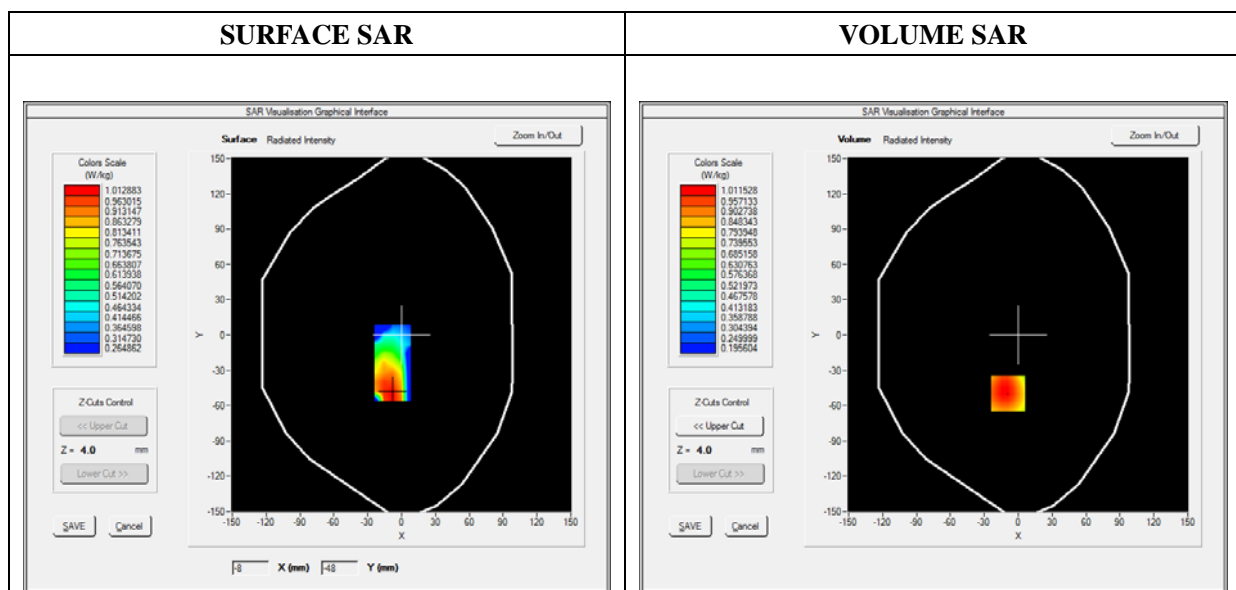 SURFACE SAR
SAR Visualisation Graphical Interface
Surface Radiated Intensity
Zoom In/Out
Colors Scale
(W/kg)
1.012883
0.963015
0.913147
0.863279
0.813411
0.763543
0.713675
0.663807
0.613938
0.564070
0.514202
0.464334
0.414466
0.364598
0.314730
0.264862
Z-Cuts Control
<< Upper Cut
Z = 4.0 mm
Lower Cut >>
SAVE Cancel
150
120
90
60
30
0
-30
-60
-90
-120
-150
Y
-150 -120 -90 -60 -30 0 30 60 90 120 150
X
-8 X (mm) -48 Y (mm)
VOLUME SAR
SAR Visualisation Graphical Interface
Volume Radiated Intensity
Zoom In/Out
Colors Scale
(W/kg)
1.011528
0.957133
0.902738
0.848343
0.793948
0.739553
0.685158
0.630763
0.576368
0.521973
0.467578
0.413183
0.358788
0.304394
0.249999
0.195604
Z-Cuts Control
<< Upper Cut
Z = 4.0 mm
Lower Cut >>
SAVE Cancel
150
120
90
60
30
0
-30
-60
-90
-120
-150
Y
-150 -120 -90 -60 -30 0 30 60 90 120 150
X